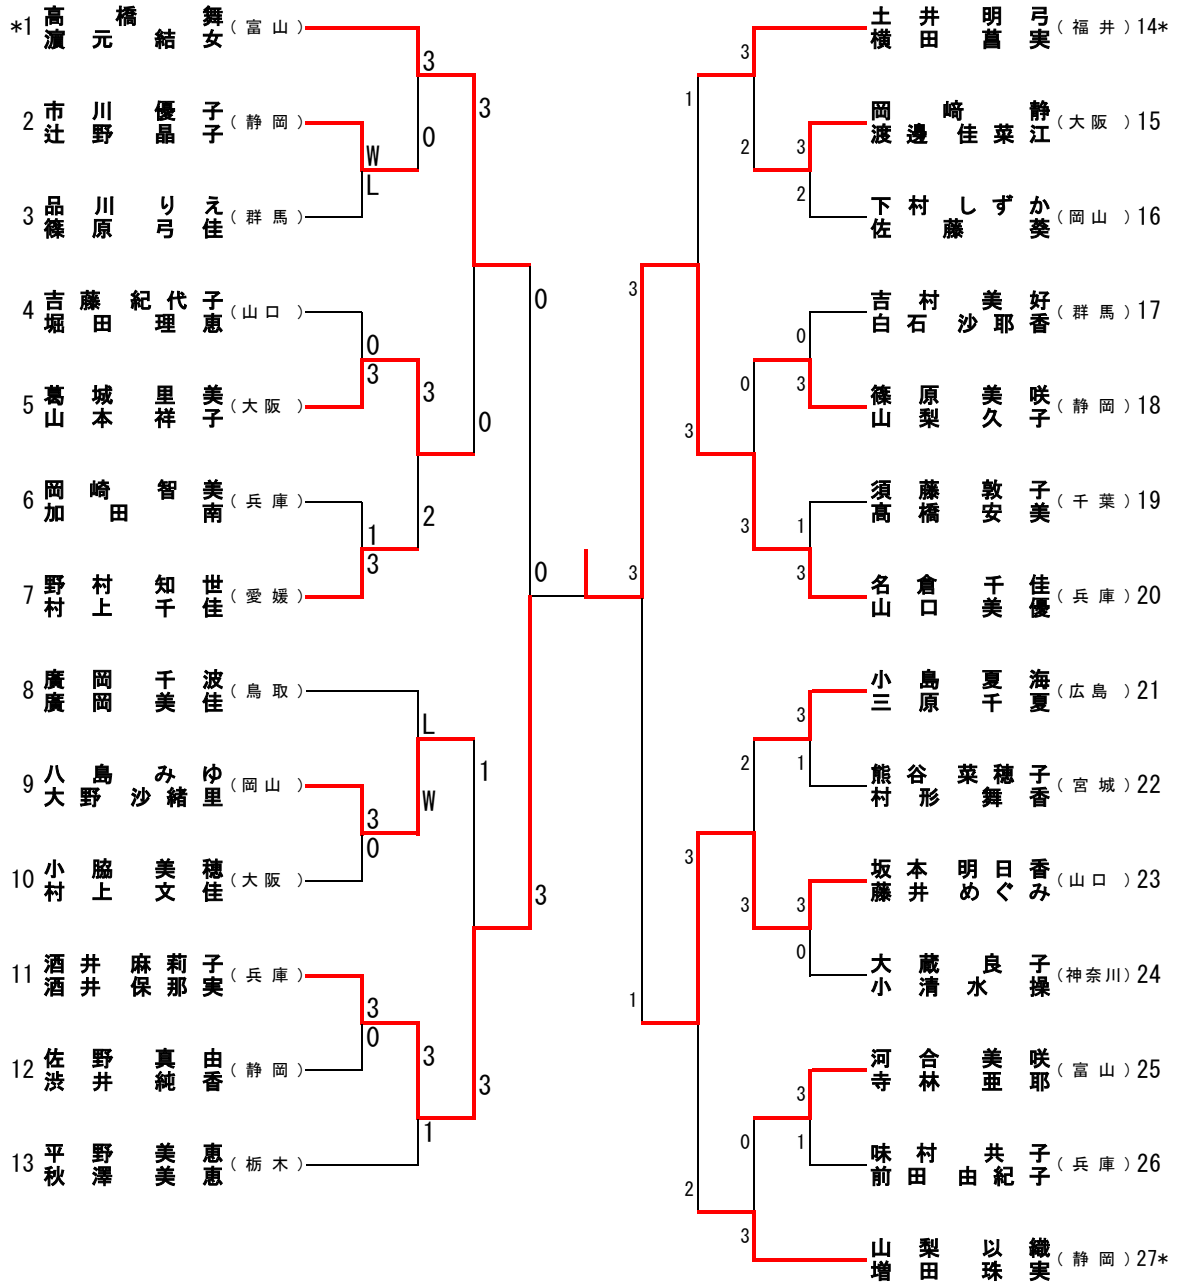 *1 高橋舞 (富山)
濵元結女
2 市川優子 (静岡)
辻野晶子
3 品川りえ (群馬)
篠原弓佳
4 吉藤紀代子 (山口)
堀田理恵
5 葛城里美 (大阪)
山本祥子
6 岡崎智美 (兵庫)
加田南
7 野村知世 (愛媛)
村上千佳
8 廣岡千波 (鳥取)
廣岡美佳
9 八島みゆ (岡山)
大野沙緒里
10 小脇美穂 (大阪)
村上文佳
11 酒井麻莉子 (兵庫)
酒井保那実
12 佐野真由 (静岡)
渋井純香
13 平野美恵 (栃木)
秋澤美恵
3
0
W
L
3
0
3
3
0
1
3
2
0
0
L
W
3
0
1
3
0
3
1
3
3
0
土井明弓 (福井) 14*
横田菖実
岡﨑静 (大阪) 15
渡邊佳菜江
下村しずか (岡山) 16
佐藤葵
吉村美好 (群馬) 17
白石沙耶香
篠原美咲 (静岡) 18
山梨久子
須藤敦子 (千葉) 19
髙橋安美
名倉千佳 (兵庫) 20
山口美優
小島夏海 (広島) 21
三原千夏
熊谷菜穂子 (宮城) 22
村形舞香
坂本明日香 (山口) 23
藤井めぐみ
大蔵良子 (神奈川) 24
小清水操
河合美咲 (富山) 25
寺林亜耶
味村共子 (兵庫) 26
前田由紀子
山梨以織 (静岡) 27*
増田珠実
3
2
3
2
1
0
3
0
3
1
3
3
3
3
3
1
2
3
3
0
3
1
3
1
0
3
2
3